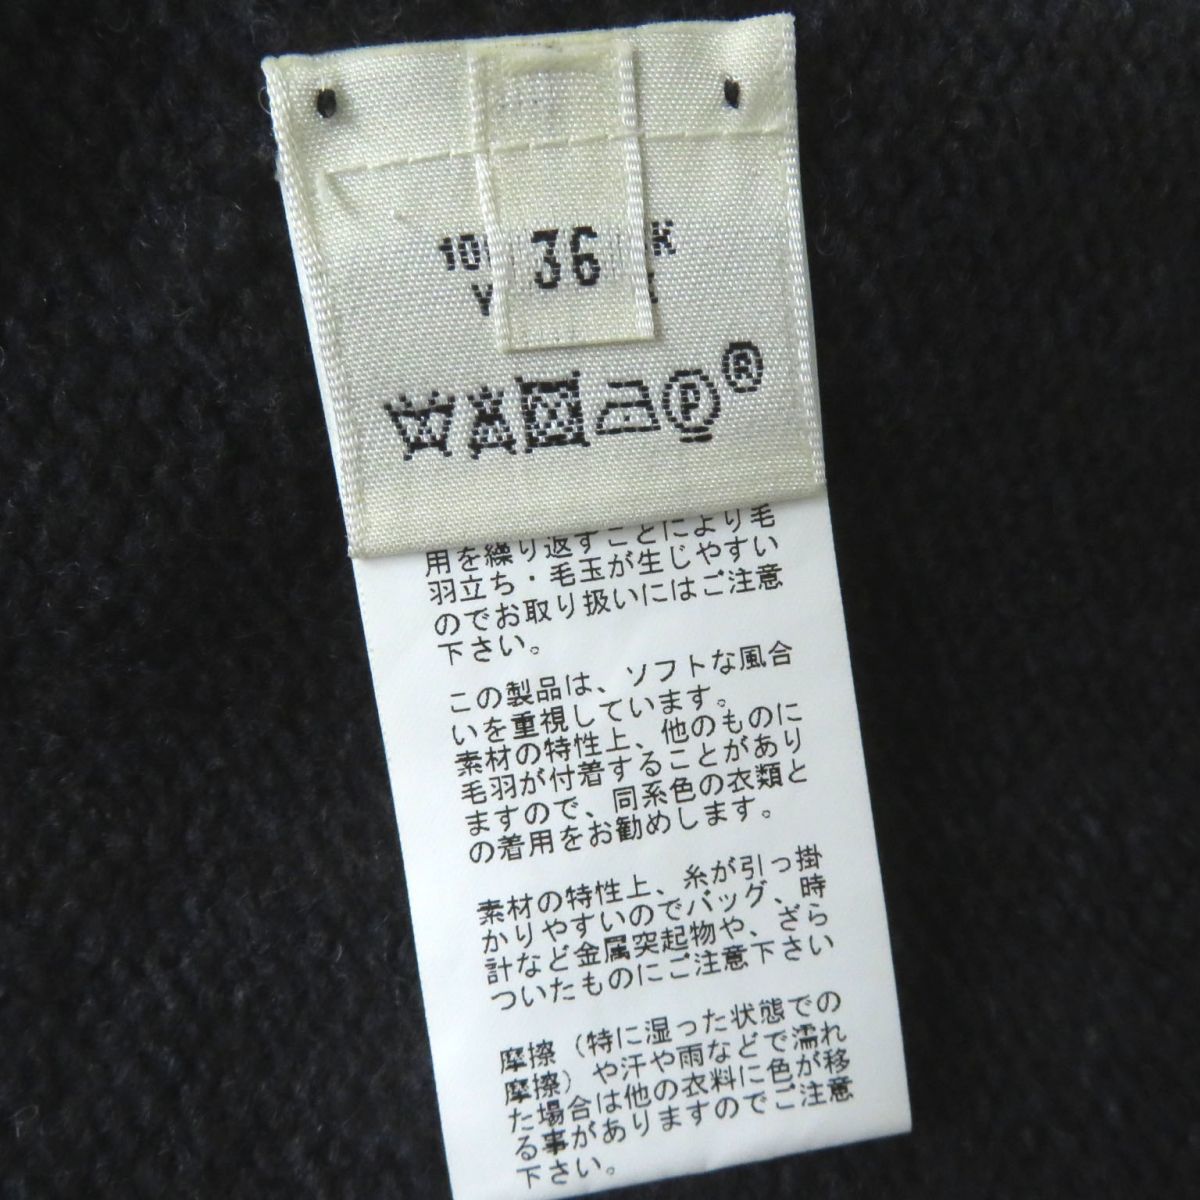 36
P
®
用を繰り返すことにより毛
羽立ち・毛玉が生じやすい
のでお取り扱いにはご注意
下さい。
この製品は、ソフトな風合
いを重視しています。
素材の特性上、他のものに
毛羽が付着することがあり
ますので、同系色の衣類と
の着用をお勧めします。
素材の特性上、糸が引っ掛
かりやすいのでバッグ、時
計など金属突起物や、ざら
ついたものにご注意下さい
摩擦（特に湿った状態での
摩擦）や汗や雨などで濡れ
た場合は他の衣料に色が移
る事がありますのでご注意
下さい。